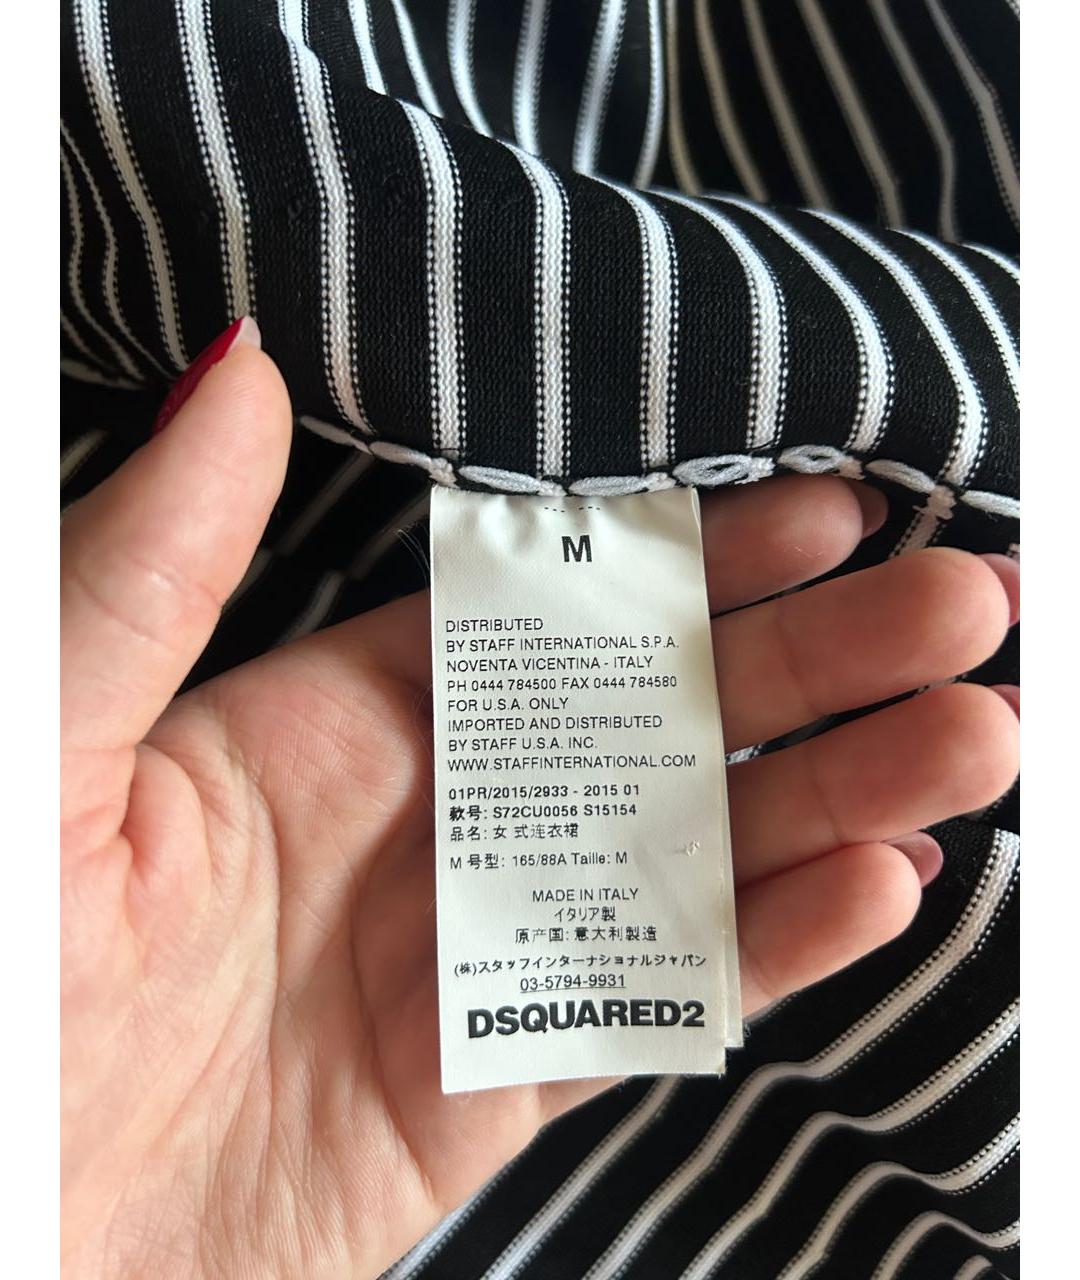 M
DISTRIBUTED
BY STAFF INTERNATIONAL S.P.A.
NOVENTA VICENTINA - ITALY
PH 0444 784500 FAX 0444 784580
FOR U.S.A. ONLY
IMPORTED AND DISTRIBUTED
BY STAFF U.S.A. INC.
WWW.STAFFINTERNATIONAL.COM
01PR/2015/2933 - 2015 01
款号: S72CU0056 S15154
品名: 女 式连衣裙
M 号型: 165/88A Taille: M
MADE IN ITALY
イタリア製
原产国: 意大利製造
(株)スタッフインターナショナルジャパン
03-5794-9931
DSQUARED2